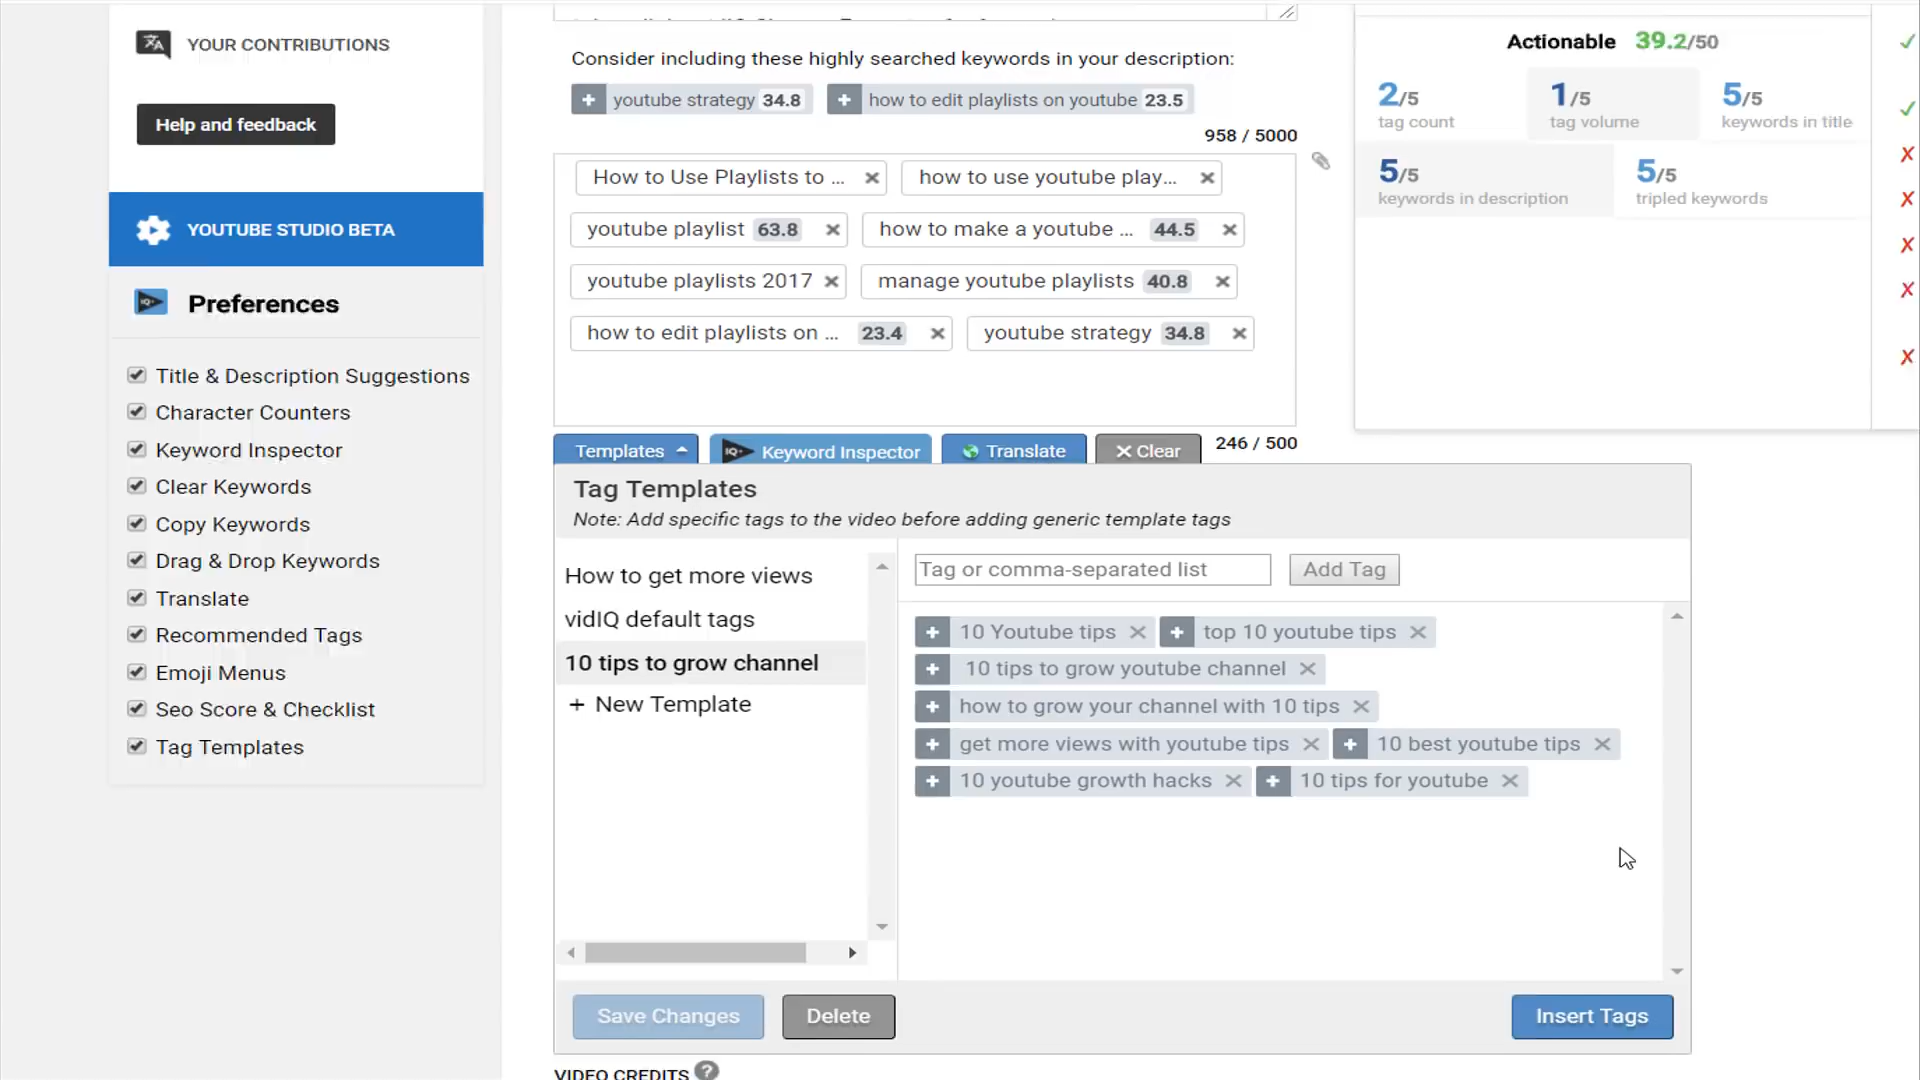 YOUR CONTRIBUTIONS
Help and feedback
YOUTUBE STUDIO BETA
Preferences
Title & Description Suggestions
Character Counters
Keyword Inspector
Clear Keywords
Copy Keywords
Drag & Drop Keywords
Translate
Recommended Tags
Emoji Menus
Seo Score & Checklist
Tag Templates
Consider including these highly searched keywords in your description:
+ youtube strategy 34.8 + how to edit playlists on youtube 23.5
958 / 5000
How to Use Playlists to ... × how to use youtube play... ×
youtube playlist 63.8 × how to make a youtube ... 44.5 ×
youtube playlists 2017 × manage youtube playlists 40.8 ×
how to edit playlists on ... 23.4 × youtube strategy 34.8 ×
Templates IQ+ Keyword Inspector Translate × Clear 246 / 500
Tag Templates
Note: Add specific tags to the video before adding generic template tags
How to get more views
vidIQ default tags
10 tips to grow channel
+ New Template
Tag or comma-separated list Add Tag
+ 10 Youtube tips × + top 10 youtube tips ×
+ 10 tips to grow youtube channel ×
+ how to grow your channel with 10 tips ×
+ get more views with youtube tips × + 10 best youtube tips ×
+ 10 youtube growth hacks × + 10 tips for youtube ×
Save Changes Delete Insert Tags
VIDEO CREDITS ?
Actionable 39.2/50
2/5 1/5 5/5
tag count tag volume keywords in title
5/5 5/5
keywords in description tripled keywords